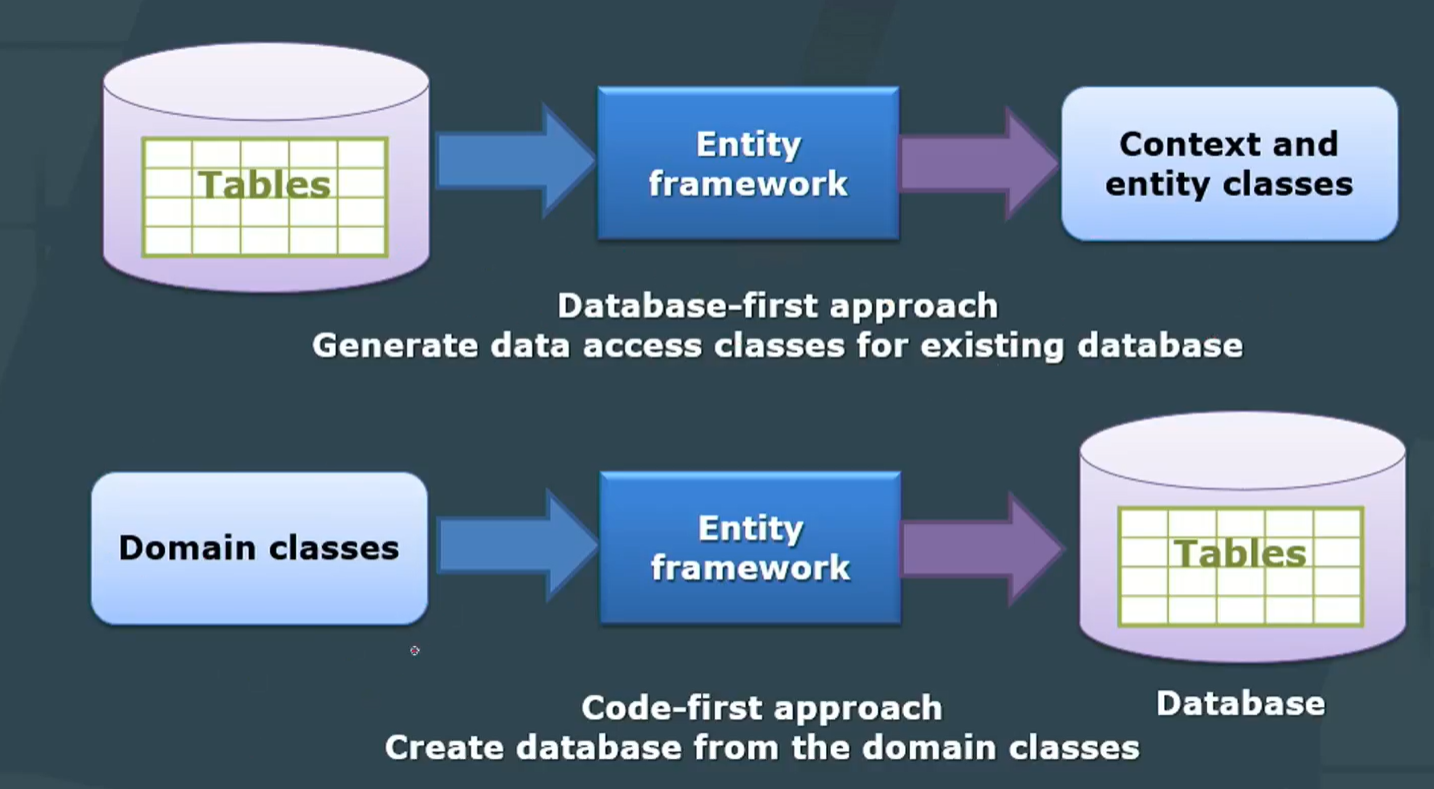 Tables
Entity
framework
Context and
entity classes
Database-first approach
Generate data access classes for existing database
Domain classes
Entity
framework
Tables
Database
Code-first approach
Create database from the domain classes